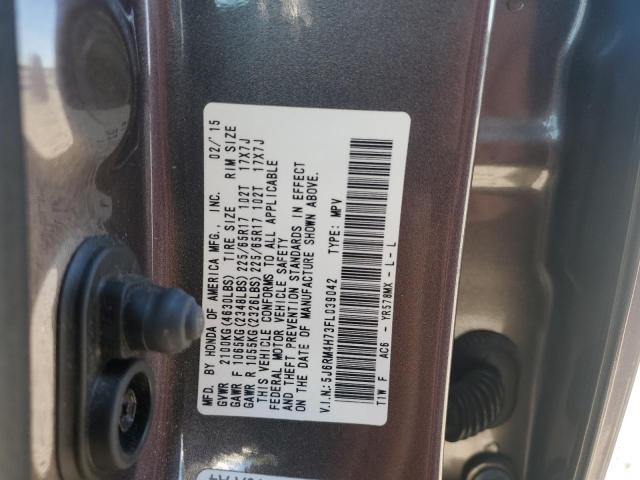 MFD. BY HONDA OF AMERICA MFG., INC. 02/'15
GVWR 2100KG(4630LBS) TIRE SIZE RIM SIZE
GAWR F 1065KG(2348LBS) 225/65R17 102T 17X7J
GAWR R 1055KG(2326LBS) 225/65R17 102T 17X7J
THIS VEHICLE CONFORMS TO ALL APPLICABLE
FEDERAL MOTOR VEHICLE SAFETY
AND THEFT PREVENTION STANDARDS IN EFFECT
ON THE DATE OF MANUFACTURE SHOWN ABOVE.
V.I.N.: 5J6RM4H73FL039042 TYPE: MPV
T1W F AC6 - YR578MX - L - L